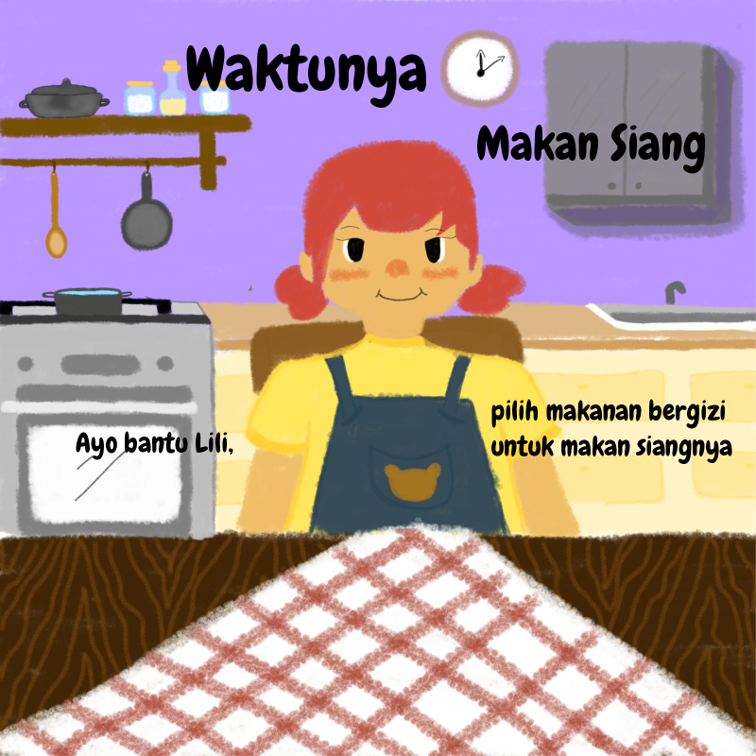 Waktunya
Makan Siang
Ayo bantu Lili,
pilih makanan bergizi
untuk makan siangnya